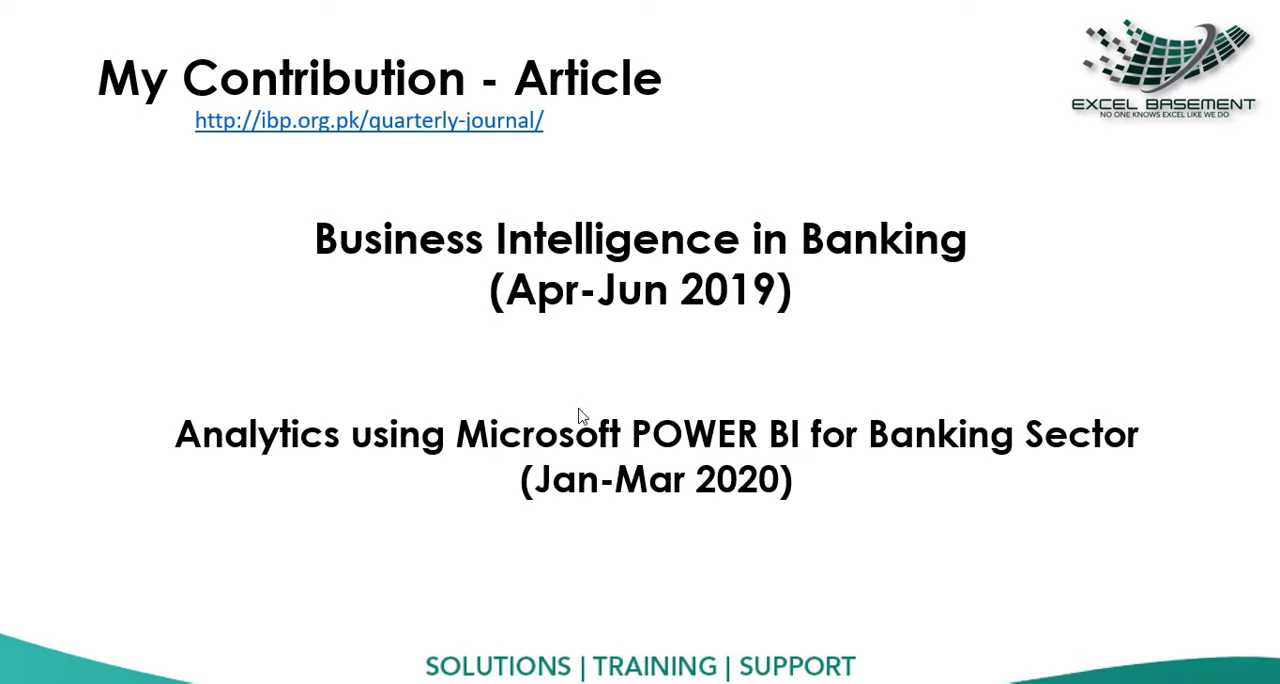 My Contribution - Article
http://ibp.org.pk/quarterly-journal/
EXCEL BASEMENT
NO ONE KNOWS EXCEL LIKE WE DO
Business Intelligence in Banking
(Apr-Jun 2019)
Analytics using Microsoft POWER BI for Banking Sector
(Jan-Mar 2020)
SOLUTIONS | TRAINING | SUPPORT